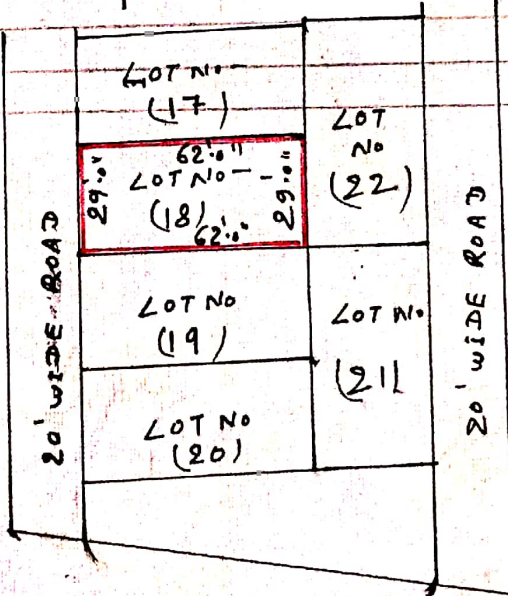 LOT No-
(17)
LOT
No
(22)
62'.0"
LOT NO-
29'.0"
29'.0"
(18)
62'.0"
20' WIDE ROAD
LOT NO
(19)
LOT No.
(21)
LOT NO
(20)
20' WIDE ROAD